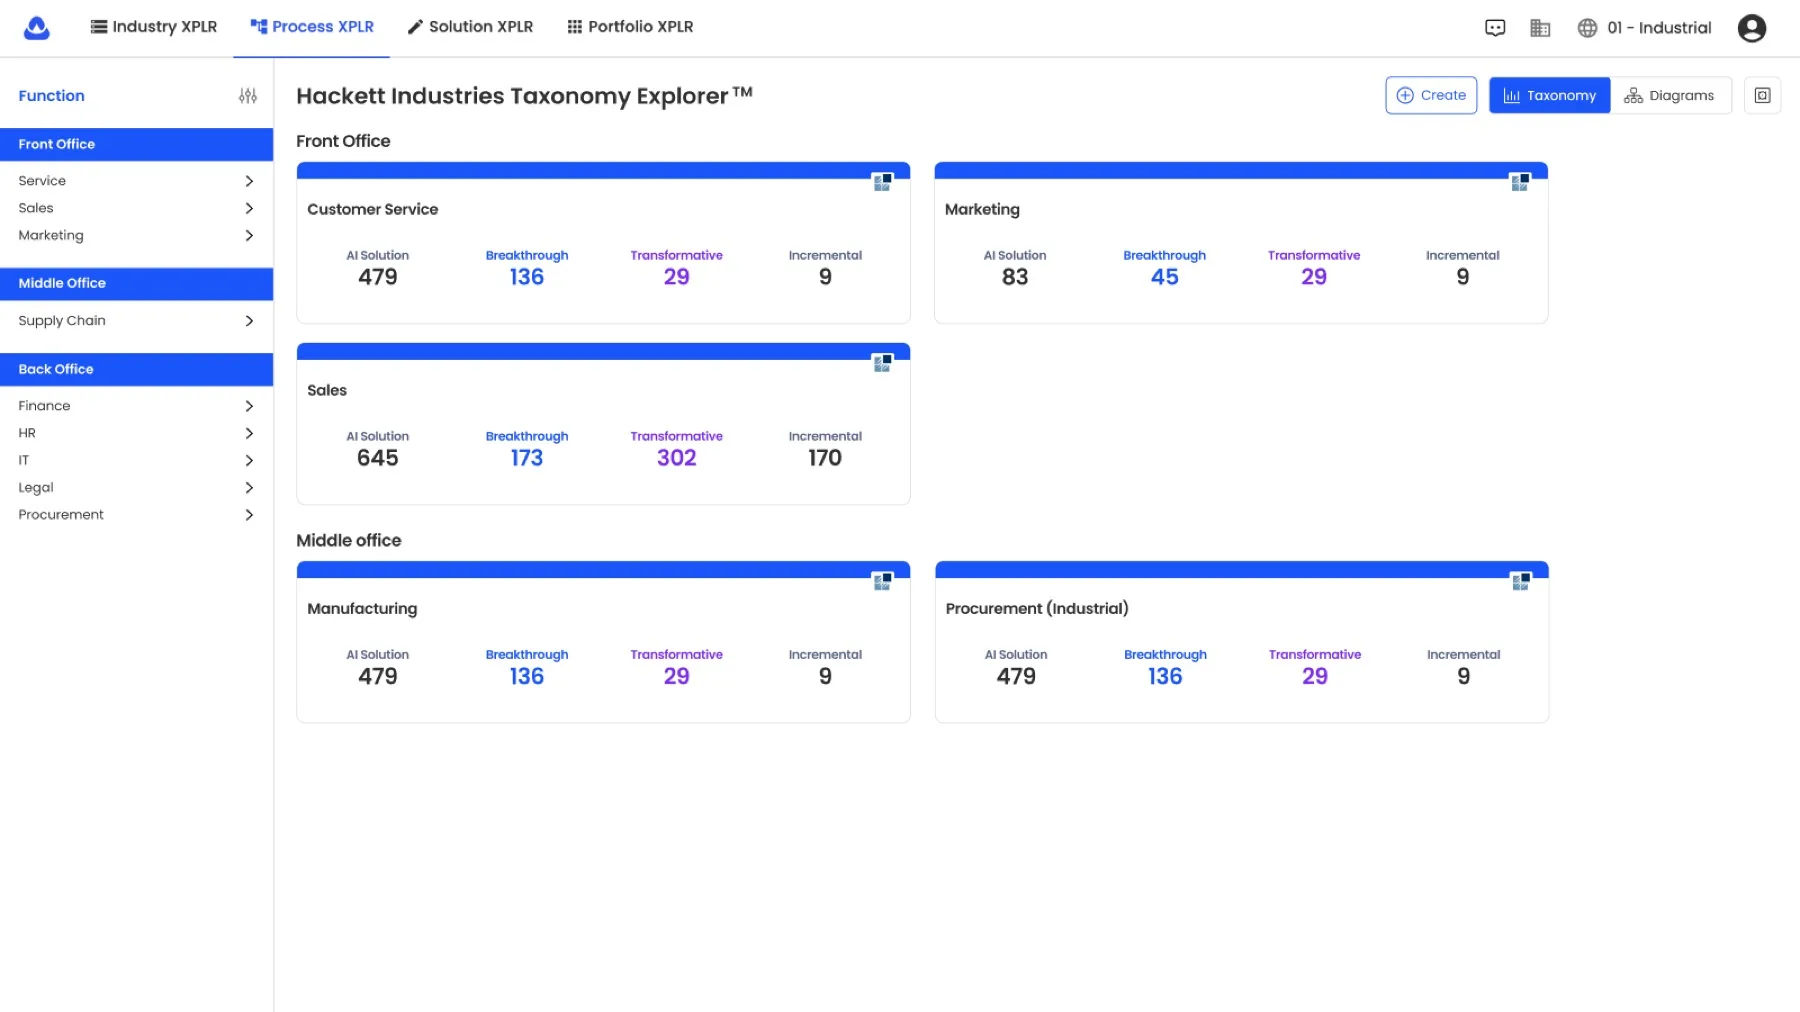 Industry XPLR
Process XPLR
Solution XPLR
Portfolio XPLR
01 - Industrial
Function
Front Office
Service
Sales
Marketing
Middle Office
Supply Chain
Back Office
Finance
HR
IT
Legal
Procurement
Hackett Industries Taxonomy Explorer™
Create
Taxonomy
Diagrams
Front Office
Customer Service
AI Solution Breakthrough Transformative Incremental
479 136 29 9
Marketing
AI Solution Breakthrough Transformative Incremental
83 45 29 9
Sales
AI Solution Breakthrough Transformative Incremental
645 173 302 170
Middle office
Manufacturing
AI Solution Breakthrough Transformative Incremental
479 136 29 9
Procurement (Industrial)
AI Solution Breakthrough Transformative Incremental
479 136 29 9